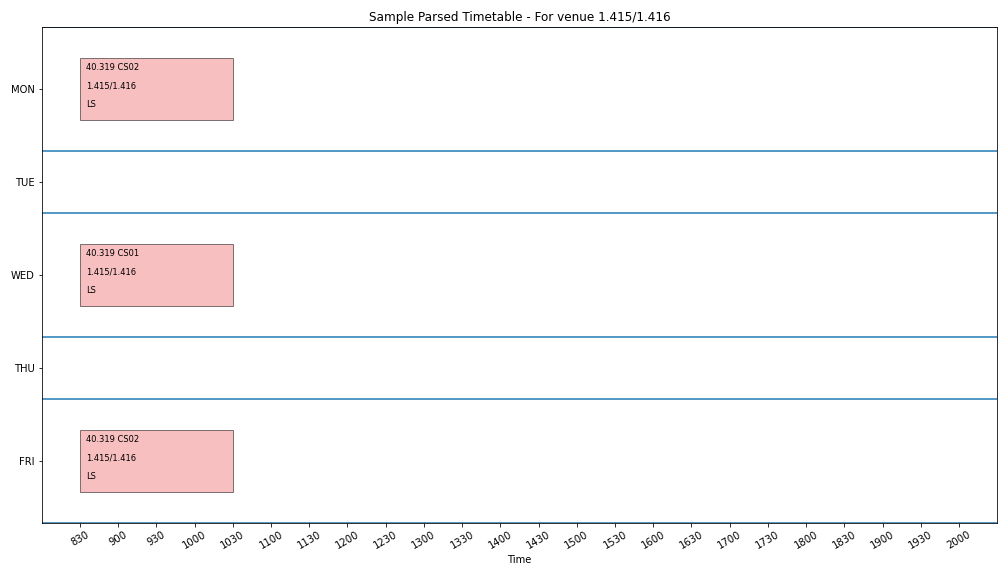 Sample Parsed Timetable - For venue 1.415/1.416
MON
40.319 CS02
1.415/1.416
LS
TUE
WED
40.319 CS01
1.415/1.416
LS
THU
FRI
40.319 CS02
1.415/1.416
LS
830 900 930 1000 1030 1100 1130 1200 1230 1300 1330 1400 1430 1500 1530 1600 1630 1700 1730 1800 1830 1900 1930 2000
Time